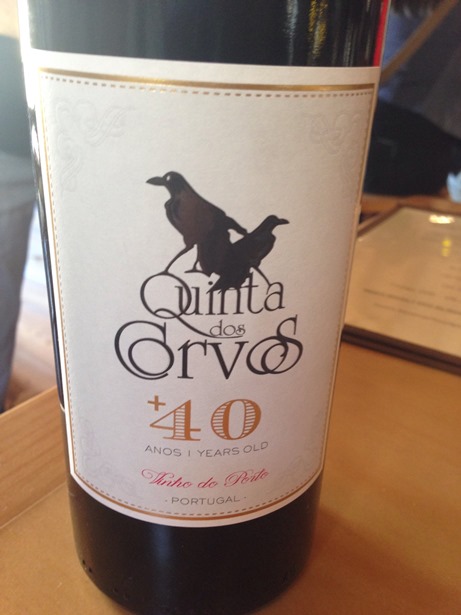 Quinta
dos
Corvos
+40
ANOS | YEARS OLD
Vinho do Porto
- PORTUGAL -